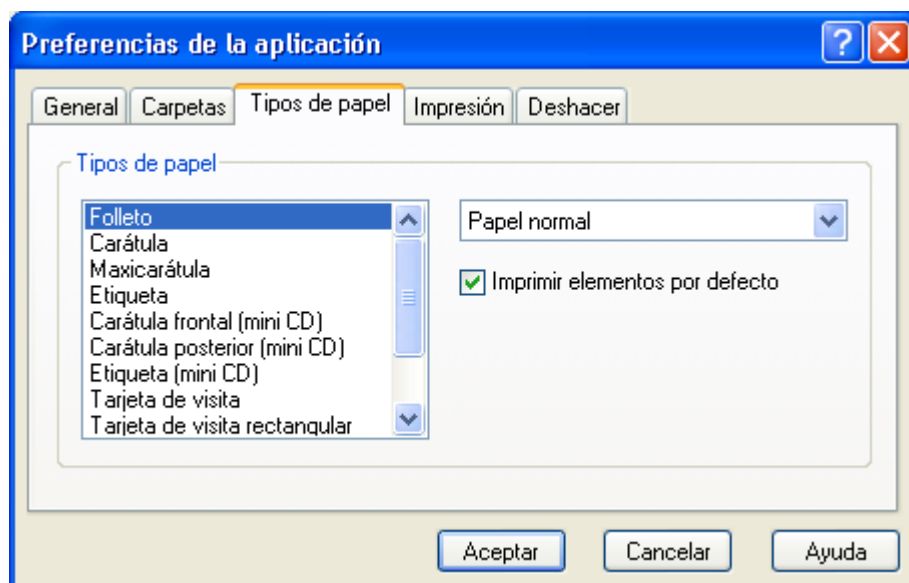 Preferencias de la aplicación
General Carpetas Tipos de papel Impresión Deshacer
Tipos de papel
Folleto
Carátula
Maxicarátula
Etiqueta
Carátula frontal (mini CD)
Carátula posterior (mini CD)
Etiqueta (mini CD)
Tarjeta de visita
Tarjeta de visita rectangular
Papel normal
Imprimir elementos por defecto
Aceptar Cancelar Ayuda